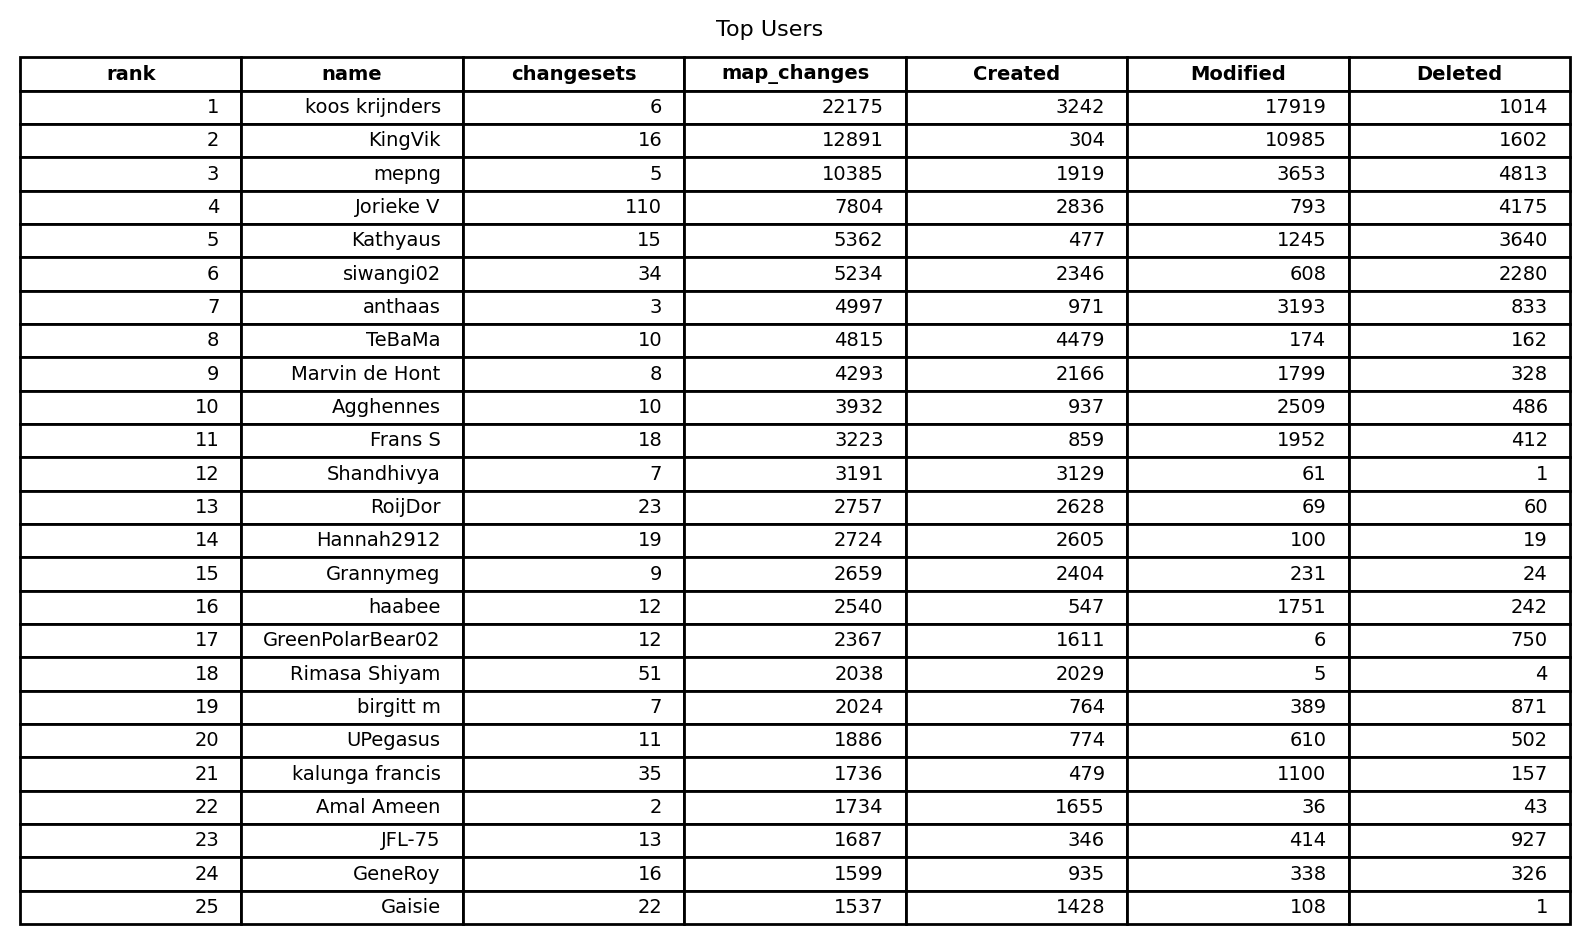 Top Users
rank name changesets map_changes Created Modified Deleted
1 koos krijnders 6 22175 3242 17919 1014
2 KingVik 16 12891 304 10985 1602
3 mepng 5 10385 1919 3653 4813
4 Jorieke V 110 7804 2836 793 4175
5 Kathyaus 15 5362 477 1245 3640
6 siwangi02 34 5234 2346 608 2280
7 anthaas 3 4997 971 3193 833
8 TeBaMa 10 4815 4479 174 162
9 Marvin de Hont 8 4293 2166 1799 328
10 Agghennes 10 3932 937 2509 486
11 Frans S 18 3223 859 1952 412
12 Shandhivya 7 3191 3129 61 1
13 RoijDor 23 2757 2628 69 60
14 Hannah2912 19 2724 2605 100 19
15 Grannymeg 9 2659 2404 231 24
16 haabee 12 2540 547 1751 242
17 GreenPolarBear02 12 2367 1611 6 750
18 Rimasa Shiyam 51 2038 2029 5 4
19 birgitt m 7 2024 764 389 871
20 UPegasus 11 1886 774 610 502
21 kalunga francis 35 1736 479 1100 157
22 Amal Ameen 2 1734 1655 36 43
23 JFL-75 13 1687 346 414 927
24 GeneRoy 16 1599 935 338 326
25 Gaisie 22 1537 1428 108 1